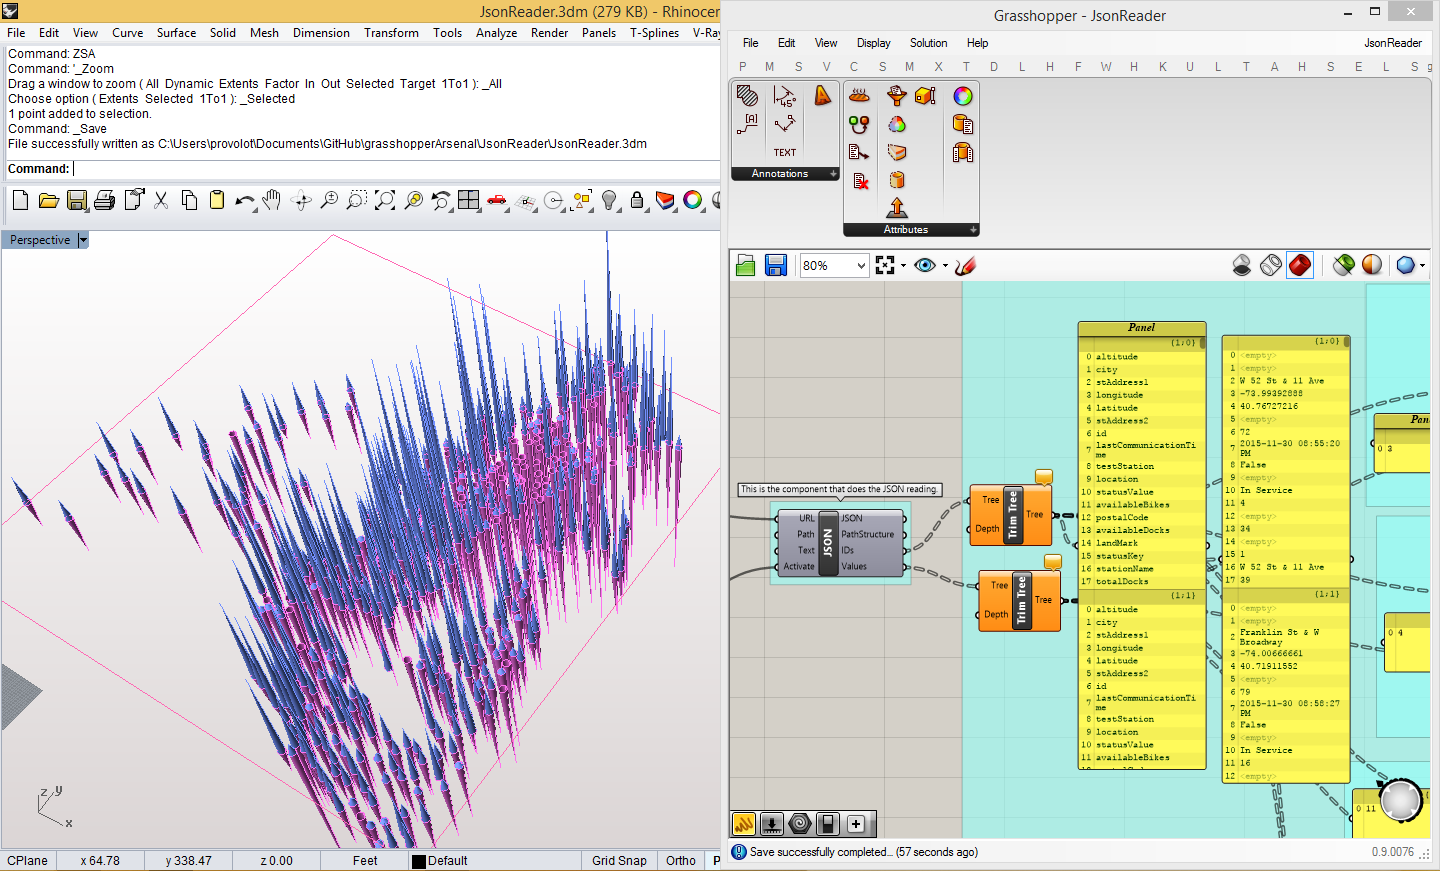 JsonReader.3dm (279 KB) - Rhinocer
File Edit View Curve Surface Solid Mesh Dimension Transform Tools Analyze Render Panels T-Splines V-Ray
Command: ZSA
Command: '_Zoom
Drag a window to zoom ( All Dynamic Extents Factor In Out Selected Target 1To1 ): _All
Choose option ( Extents Selected 1To1 ): _Selected
1 point added to selection.
Command: _Save
File successfully written as C:\Users\provolot\Documents\GitHub\grasshopperArsenal\JsonReader\JsonReader.3dm
Command:
Perspective
z y
x
CPlane x 64.78 y 338.47 z 0.00 Feet Default Grid Snap Ortho P
Grasshopper - JsonReader
File Edit View Display Solution Help JsonReader
P M S V C S M X T D L H F W K U L T A H S E L S g
45°
[A]
TEXT
Annotations
Attributes
80%
This is the component that does the JSON reading.
URL JSON
Path PathStructure
Text IDs
Activate Values
JSON
Tree Tree
Depth
Trim Tree
Tree Tree
Depth
Trim Tree
Panel
{1;0}
0 altitude
1 city
2 stAddress1
3 longitude
4 latitude
5 stAddress2
6 id
7 lastCommunicationTi
me
8 testStation
9 location
10 statusValue
11 availableBikes
12 postalCode
13 availableDocks
14 landMark
15 statusKey
16 stationName
17 totalDocks
{1;1}
0 altitude
1 city
2 stAddress1
3 longitude
4 latitude
5 stAddress2
6 id
7 lastCommunicationTi
me
8 testStation
9 location
10 statusValue
11 availableBikes
{1;0}
0 <empty>
1 <empty>
2 W 52 St & 11 Ave
3 -73.99392888
4 40.76727216
5 <empty>
6 72
7 2015-11-30 08:55:20
PM
8 False
9 <empty>
10 In Service
11 4
12 <empty>
13 34
14 <empty>
15 1
16 W 52 St & 11 Ave
17 39
{1;1}
0 <empty>
1 <empty>
2 Franklin St & W
Broadway
3 -74.00666661
4 40.71911552
5 <empty>
6 79
7 2015-11-30 08:58:27
PM
8 False
9 <empty>
10 In Service
11 16
12 <empty>
Pan
0 3
0 4
0 11
Save successfully completed... (57 seconds ago)
0.9.0076